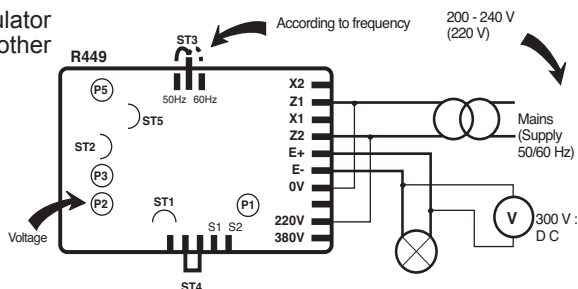 ulator
other
R449
ST3
According to frequency
200 - 240 V
(220 V)
50Hz 60Hz
P5
ST5
ST2
P3
P2
ST1
P1
S1 S2
ST4
Voltage
X2
Z1
X1
Z2
E+
E-
0V
220V
380V
Mains
(Supply
50/60 Hz)
V
300 V :
D C